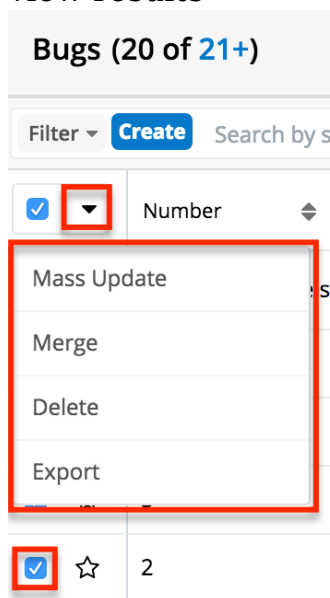 Bugs (20 of 21+)
Filter Create Search by s
Number
Mass Update
Merge
Delete
Export
2